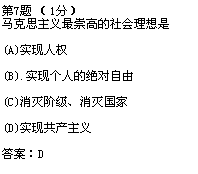 第7题 （1分）
马克思主义最崇高的社会理想是
(A)实现人权
(B).实现个人的绝对自由
(C)消灭阶级、消灭国家
(D)实现共产主义
答案：D